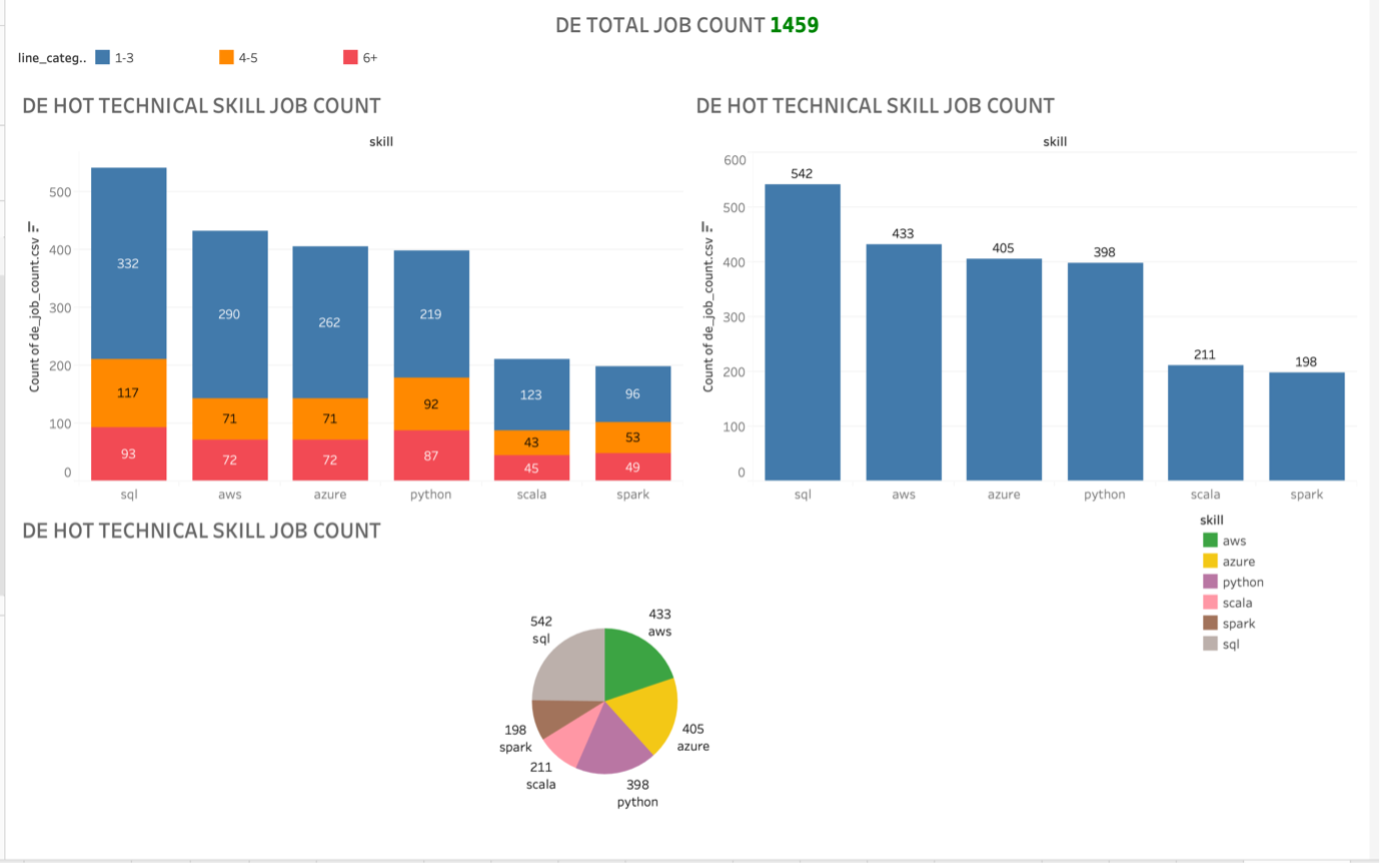 DE TOTAL JOB COUNT 1459
line_categ.. 1-3 4-5 6+
DE HOT TECHNICAL SKILL JOB COUNT
skill
Count of de_job_count.csv
500
400
300
200
100
0
332
117
93
290
71
72
262
71
72
219
92
87
123
43
45
96
53
49
sql aws azure python scala spark
DE HOT TECHNICAL SKILL JOB COUNT
skill
Count of de_job_count.csv
600
500
400
300
200
100
0
542
433
405
398
211
198
sql aws azure python scala spark
DE HOT TECHNICAL SKILL JOB COUNT
433
aws
405
azure
398
python
211
scala
198
spark
542
sql
skill
aws
azure
python
scala
spark
sql